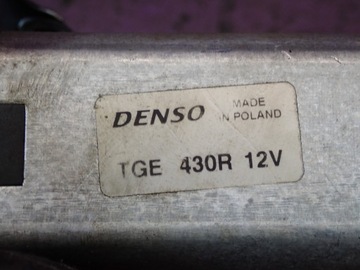 DENSO
MADE
IN POLAND
TGE 430R 12V